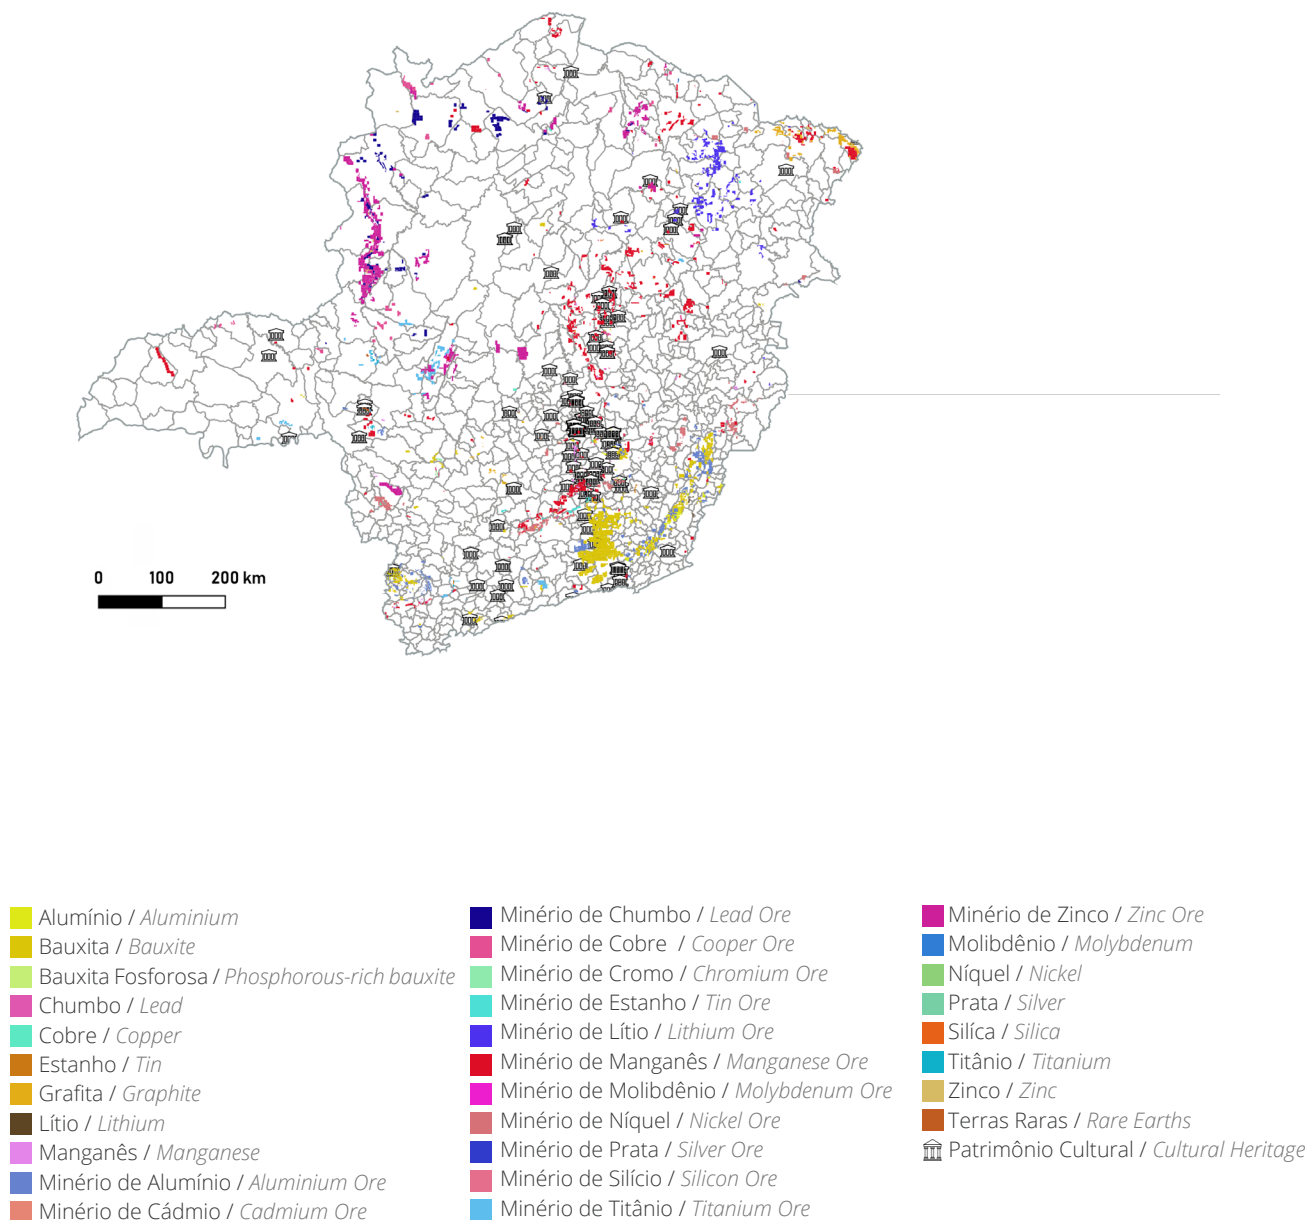 0 100 200 km
Alumínio / Aluminium
Bauxita / Bauxite
Bauxita Fosforosa / Phosphorous-rich bauxite
Chumbo / Lead
Cobre / Copper
Estanho / Tin
Grafita / Graphite
Lítio / Lithium
Manganês / Manganese
Minério de Alumínio / Aluminium Ore
Minério de Cádmio / Cadmium Ore
Minério de Chumbo / Lead Ore
Minério de Cobre / Cooper Ore
Minério de Cromo / Chromium Ore
Minério de Estanho / Tin Ore
Minério de Lítio / Lithium Ore
Minério de Manganês / Manganese Ore
Minério de Molibdênio / Molybdenum Ore
Minério de Níquel / Nickel Ore
Minério de Prata / Silver Ore
Minério de Silício / Silicon Ore
Minério de Titânio / Titanium Ore
Minério de Zinco / Zinc Ore
Molibdênio / Molybdenum
Níquel / Nickel
Prata / Silver
Silíca / Silica
Titânio / Titanium
Zinco / Zinc
Terras Raras / Rare Earths
Patrimônio Cultural / Cultural Heritage